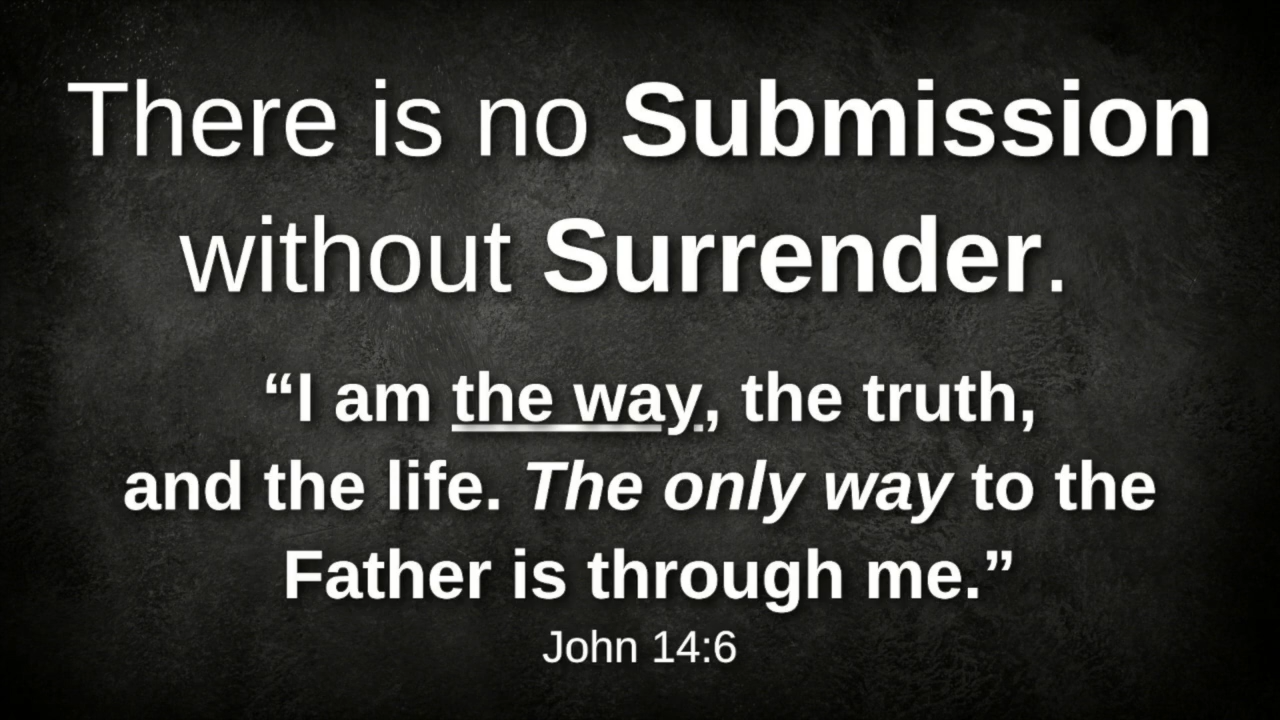 There is no Submission
without Surrender.
“I am the way, the truth,
and the life. The only way to the
Father is through me.”
John 14:6